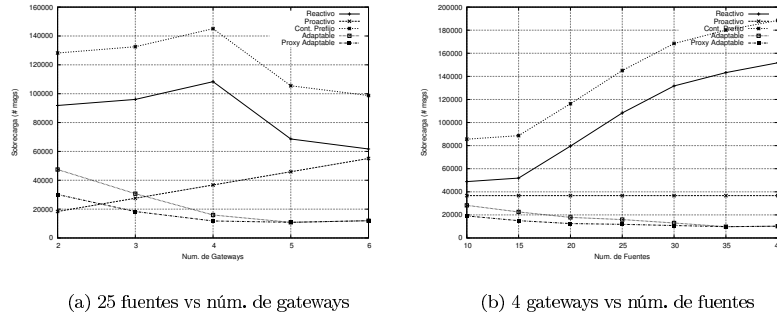 160000
140000
120000
100000
80000
60000
40000
20000
0
2
3
4
5
6
Sobrecarga (# msgs)
Num. de Gateways
Reactivo
Proactivo
Cont. Prefijo
Adaptable
Proxy Adaptable
(a) 25 fuentes vs núm. de gateways
200000
180000
160000
140000
120000
100000
80000
60000
40000
20000
0
10
15
20
25
30
35
Sobrecarga (# msgs)
Num. de Fuentes
Reactivo
Proactivo
Cont. Prefijo
Adaptable
Proxy Adaptable
(b) 4 gateways vs núm. de fuentes